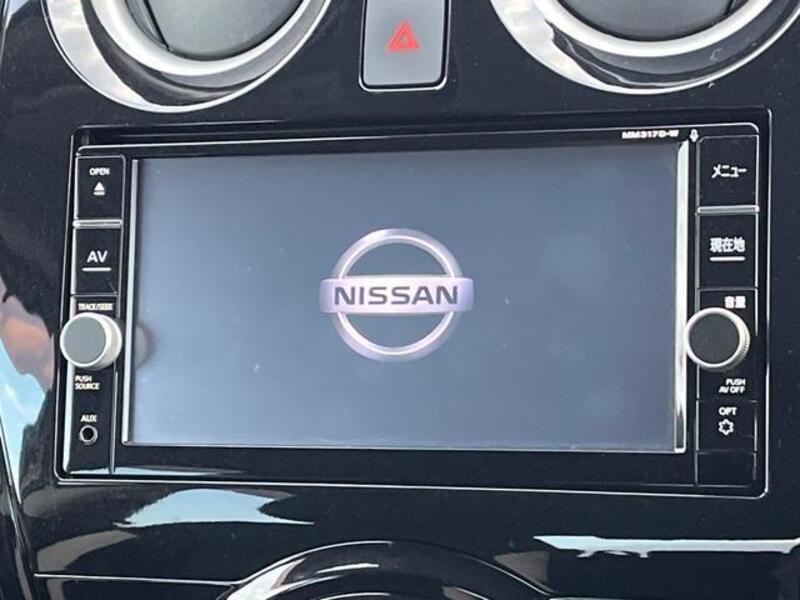 MM317D-W
OPEN
AV
TRACK/SEEK
PUSH
SOURCE
AUX
NISSAN
メニュー
現在地
音量
PUSH
AV OFF
OPT